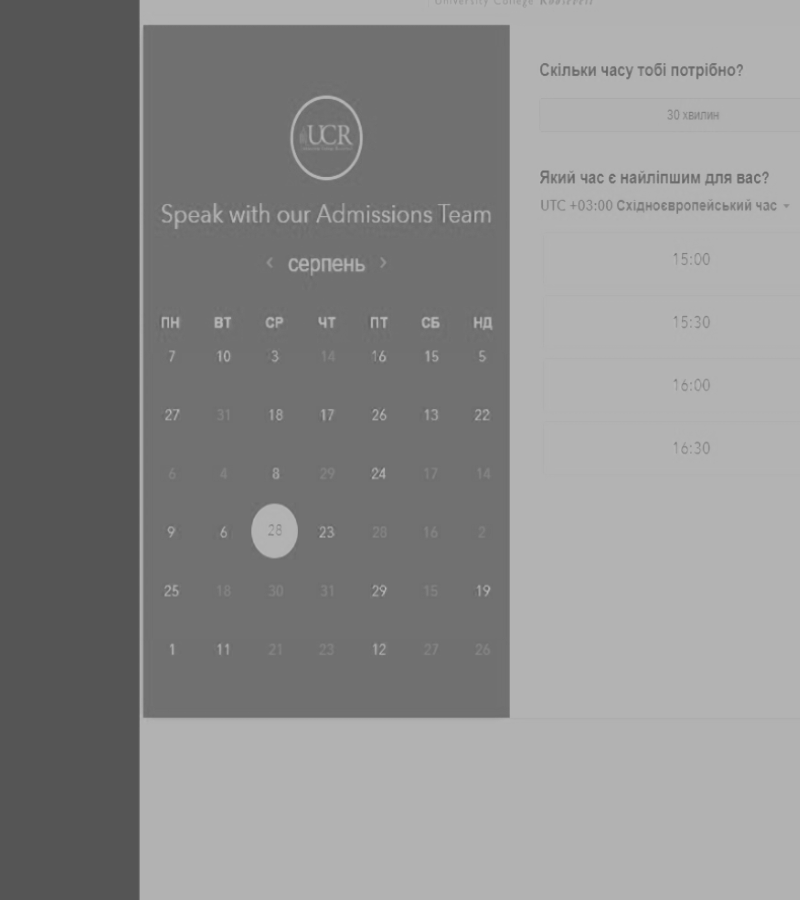 University College
UCR
Speak with our Admissions Team
‹ серпень ›
ПН ВТ СР ЧТ ПТ СБ НД
7 10 3 14 16 15 5
27 31 18 17 26 13 22
6 4 8 29 24 17 14
9 6 28 23 28 16 2
25 18 30 31 29 15 19
1 11 21 23 12 27 26
Скільки часу тобі потрібно?
30 хвилин
Який час є найліпшим для вас?
UTC +03:00 Східноєвропейський час
15:00
15:30
16:00
16:30